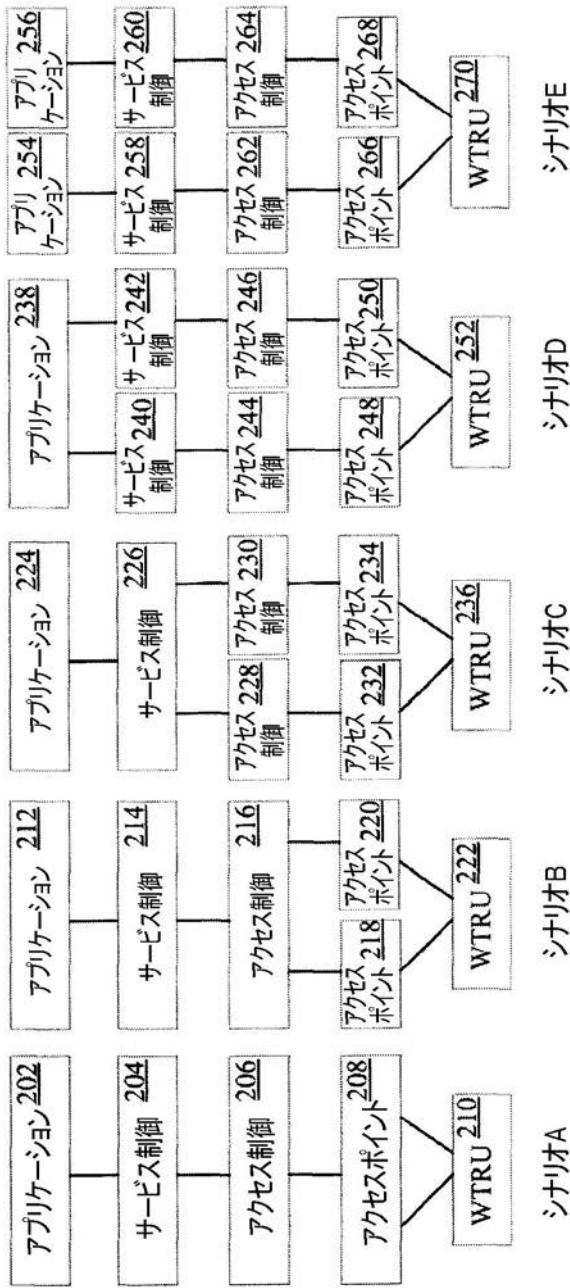 アプリケーション 202
サービス制御 204
アクセス制御 206
アクセスポイント 208
WTRU 210
シナリオA
アプリケーション 212
サービス制御 214
アクセス制御 216
アクセス
ポイント 218
アクセス
ポイント 220
WTRU 222
シナリオB
アプリケーション 224
サービス制御 226
アクセス 228
制御
アクセス 230
制御
アクセス
ポイント 232
アクセス
ポイント 234
WTRU 236
シナリオC
アプリケーション 238
サービス 240
制御
サービス 242
制御
アクセス 244
制御
アクセス 246
制御
アクセス
ポイント 248
アクセス
ポイント 250
WTRU 252
シナリオD
アプリ 254
ケーション
アプリ 256
ケーション
サービス 258
制御
サービス 260
制御
アクセス 262
制御
アクセス 264
制御
アクセス
ポイント 266
アクセス
ポイント 268
WTRU 270
シナリオE